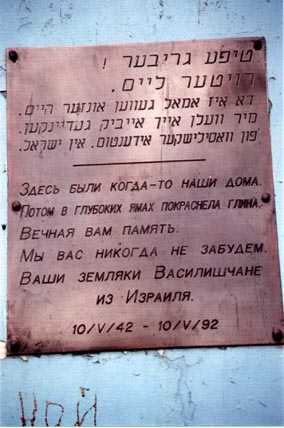 טיפע גריבער !
רויטער ליים.
דא איז אמאל געווען אונזער היים.
מיר וועלן אייך אייביק געדיינקען.
פון וואסילישקער אידענטום. אין ישראל.
Здесь были когда-то наши дома.
Потом в глубоких ямах покраснела глина.
Вечная вам память.
Мы вас никогда не забудем
Ваши земляки Василишчане
из Израиля.
10/V/42 - 10/V/92